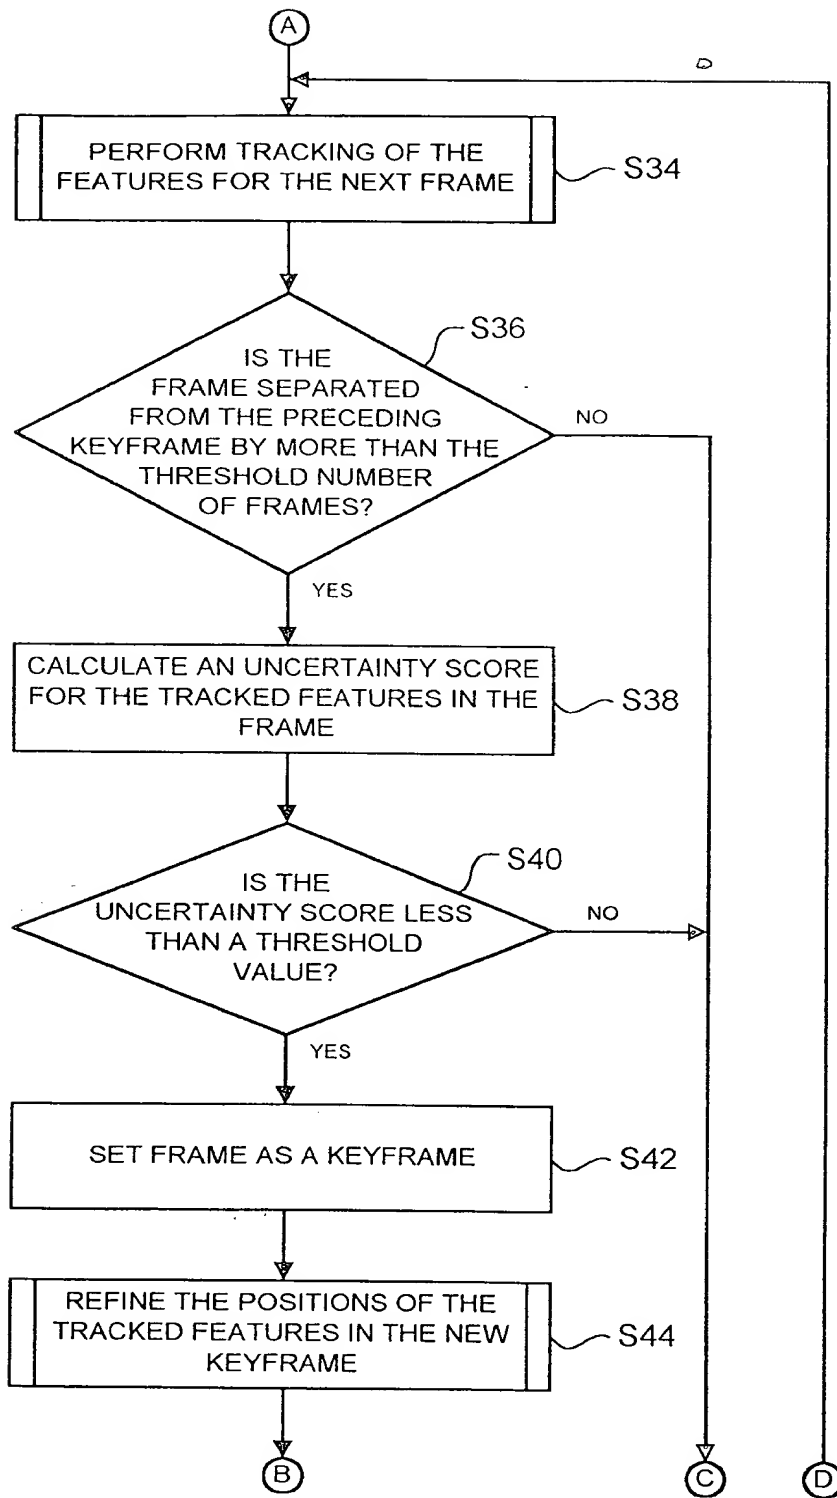 A
PERFORM TRACKING OF THE
FEATURES FOR THE NEXT FRAME
S34
S36
IS THE
FRAME SEPARATED
FROM THE PRECEDING
KEYFRAME BY MORE THAN THE
THRESHOLD NUMBER
OF FRAMES?
NO
YES
CALCULATE AN UNCERTAINTY SCORE
FOR THE TRACKED FEATURES IN THE
FRAME
S38
S40
IS THE
UNCERTAINTY SCORE LESS
THAN A THRESHOLD
VALUE?
NO
YES
SET FRAME AS A KEYFRAME
S42
REFINE THE POSITIONS OF THE
TRACKED FEATURES IN THE NEW
KEYFRAME
S44
B
C
D